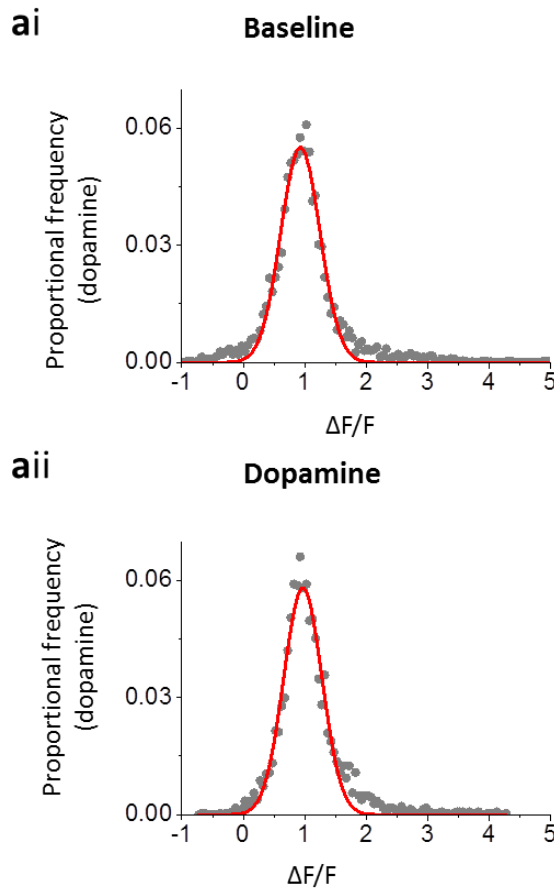 ai
Baseline
Proportional frequency
(dopamine)
0.06
0.03
0.00
-1 0 1 2 3 4 5
ΔF/F
aii
Dopamine
Proportional frequency
(dopamine)
0.06
0.03
0.00
-1 0 1 2 3 4 5
ΔF/F